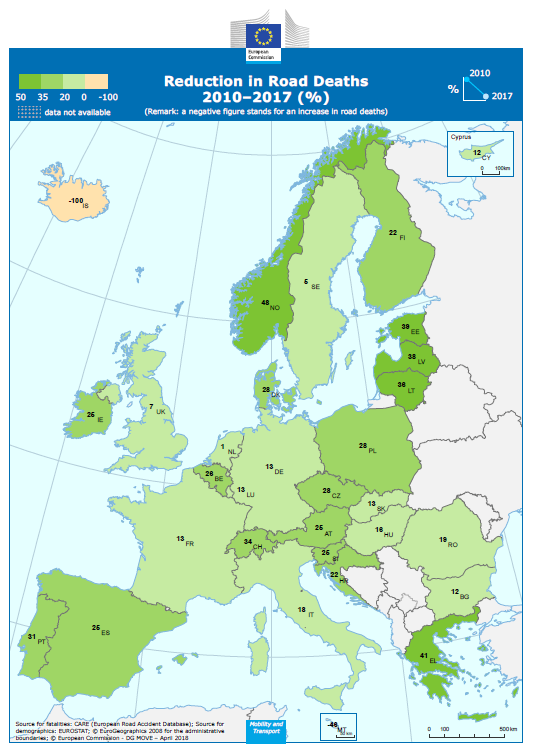 European
Commission
Reduction in Road Deaths
2010–2017 (%)
(Remark: a negative figure stands for an increase in road deaths)
50 35 20 0 -100
data not available
%
2010
2017
Cyprus
12 CY
0 100km
-100 IS
22 FI
5 SE
48 NO
39 EE
38 LV
36 LT
28 DK
25 IE
7 UK
1 NL
28 PL
13 DE
26 BE
13 LU
28 CZ
13 SK
13 FR
25 AT
16 HU
34 CH
19 RO
25 SI
22 HR
12 BG
18 IT
31 PT
25 ES
41 EL
MT
Source for fatalities: CARE (European Road Accident Database); Source for
demographics: EUROSTAT; © EuroGeographics 2008 for the administrative
boundaries; © European Commission - DG MOVE – April 2018
Mobility and
Transport
0 100 500km